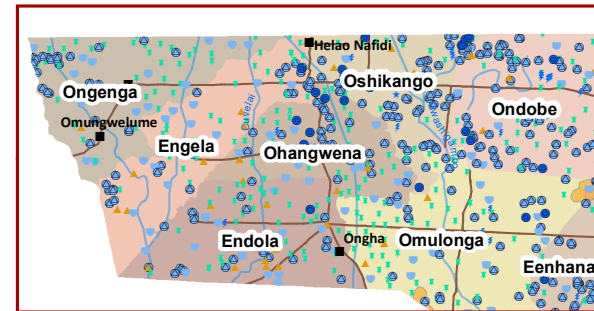 Helao Nafidi
Oshikango
Ongenga
Ondobe
Omungwelume
Engela
Ohangwena
Endola
Ongha
Omulonga
Eenhana